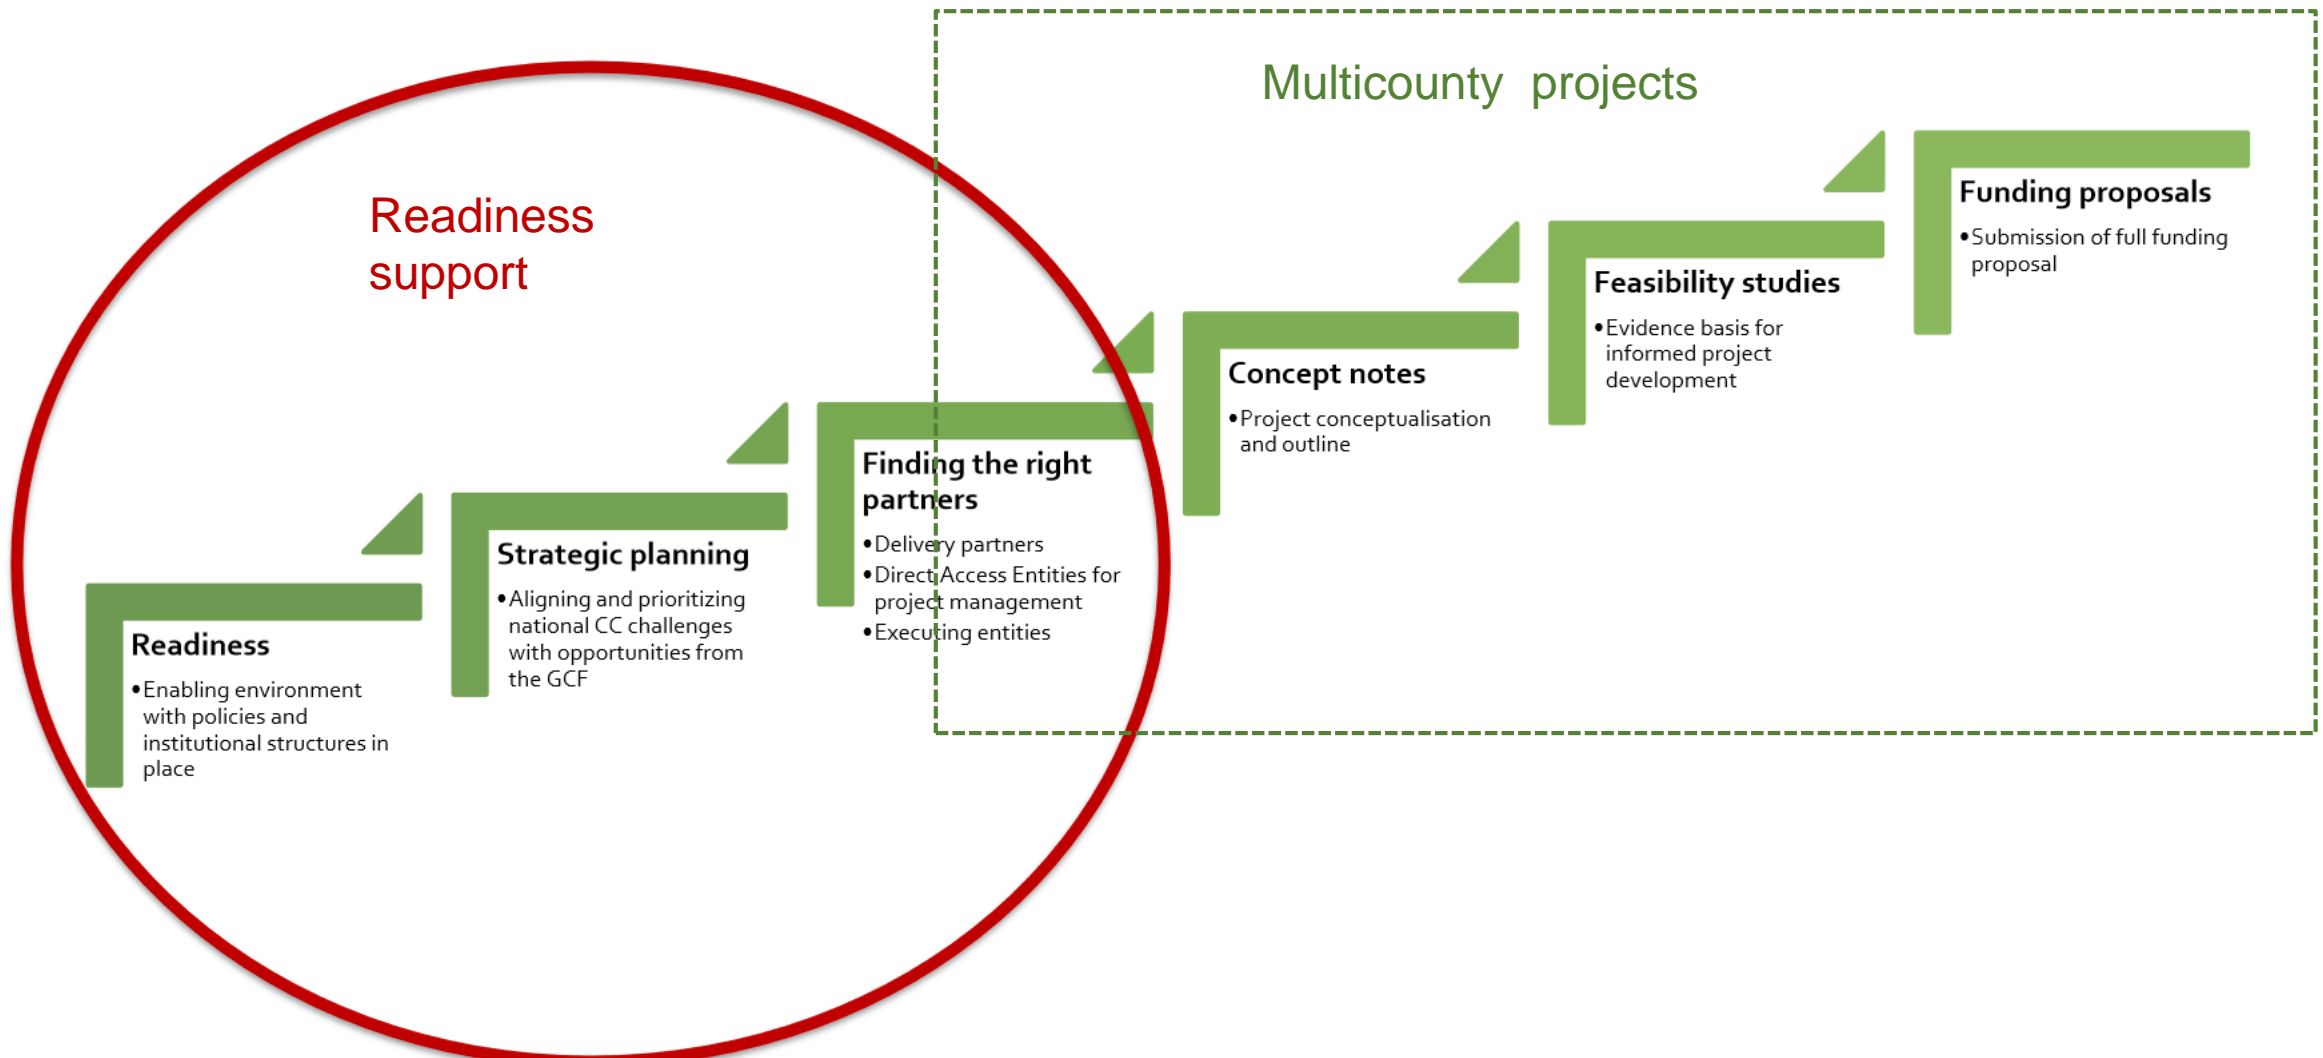 Multicounty projects
Readiness
support
Readiness
•Enabling environment
with policies and
institutional structures in
place
Strategic planning
•Aligning and prioritizing
national CC challenges
with opportunities from
the GCF
Finding the right
partners
•Delivery partners
•Direct Access Entities for
project management
•Executing entities
Concept notes
•Project conceptualisation
and outline
Feasibility studies
•Evidence basis for
informed project
development
Funding proposals
•Submission of full funding
proposal